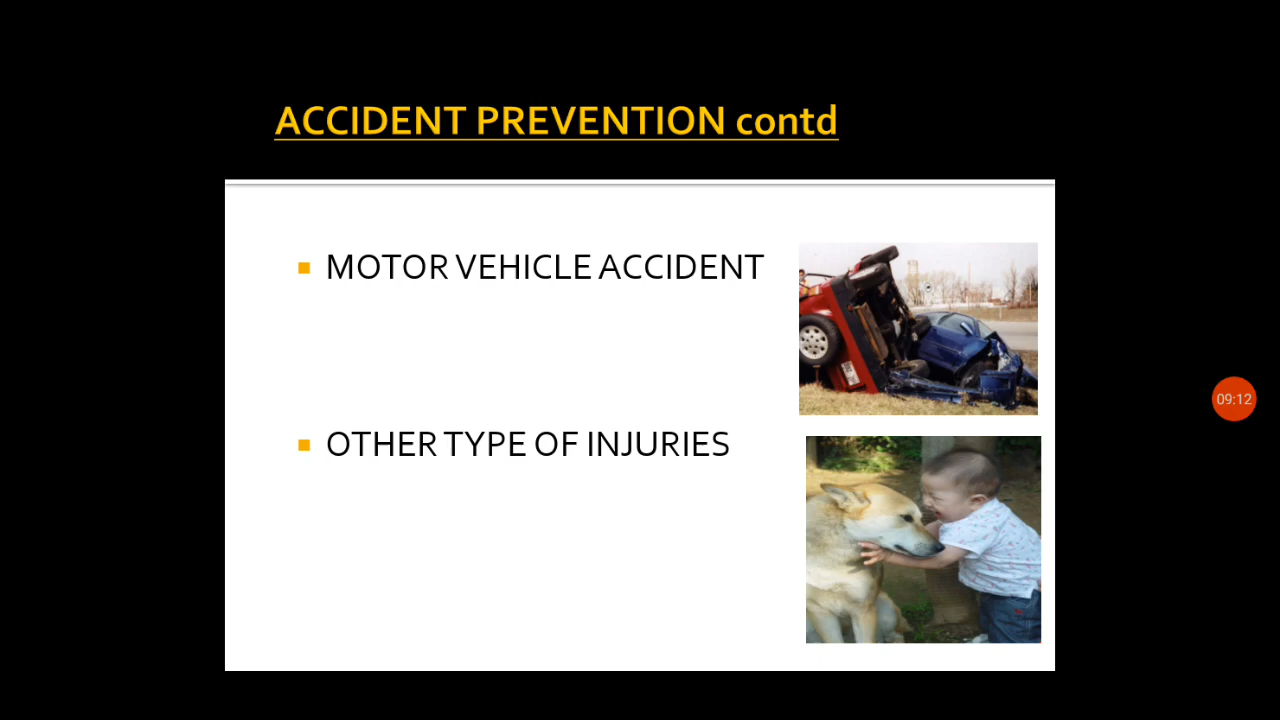 ACCIDENT PREVENTION contd
MOTOR VEHICLE ACCIDENT
OTHER TYPE OF INJURIES
09:12